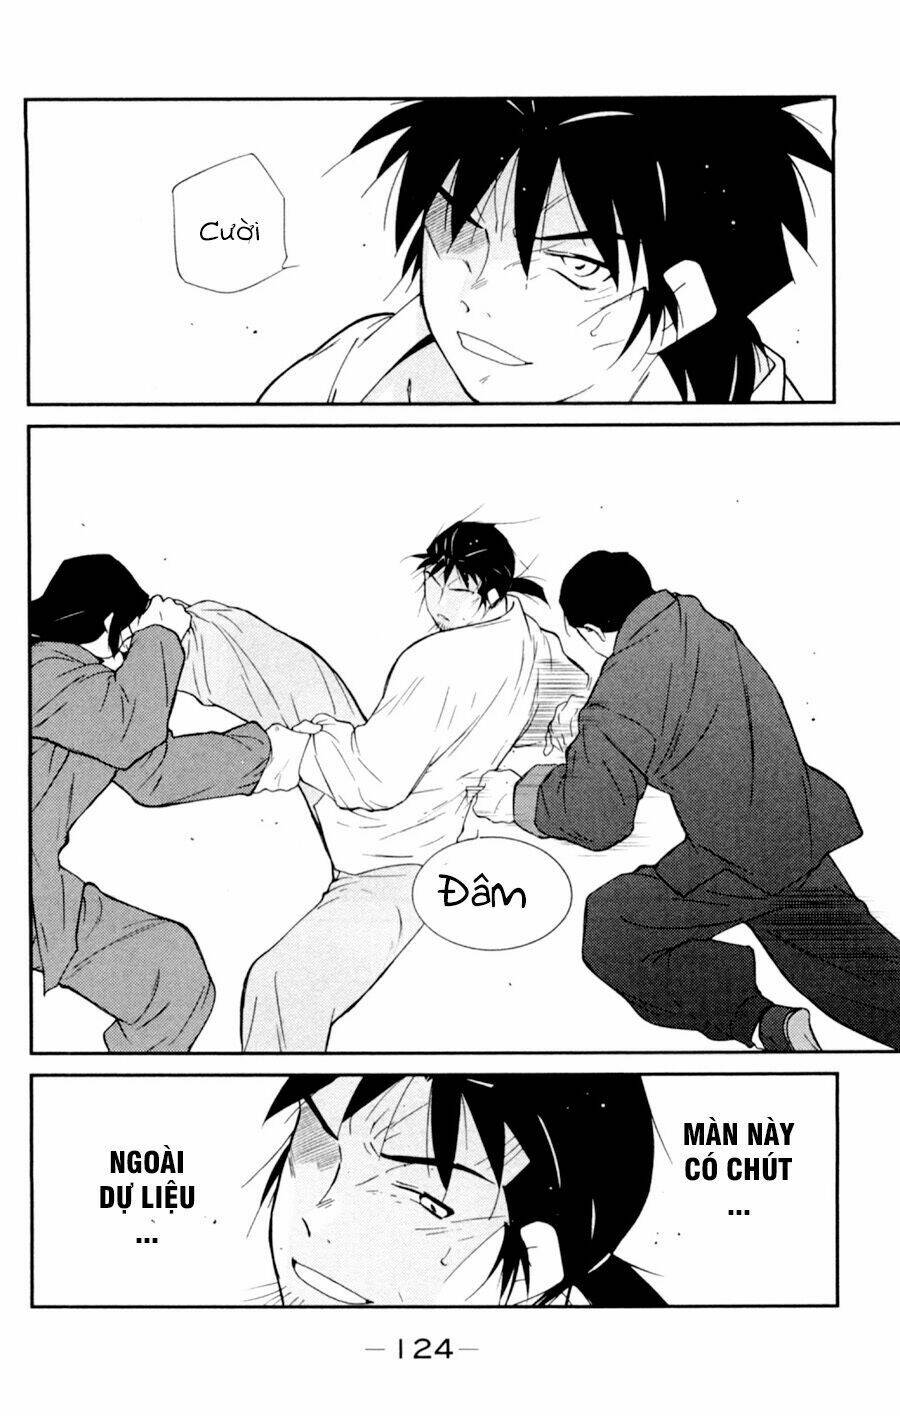 Cười
Đâm
MÀN NÀY
CÓ CHÚT
...
NGOÀI
DỰ LIỆU
...
—124—